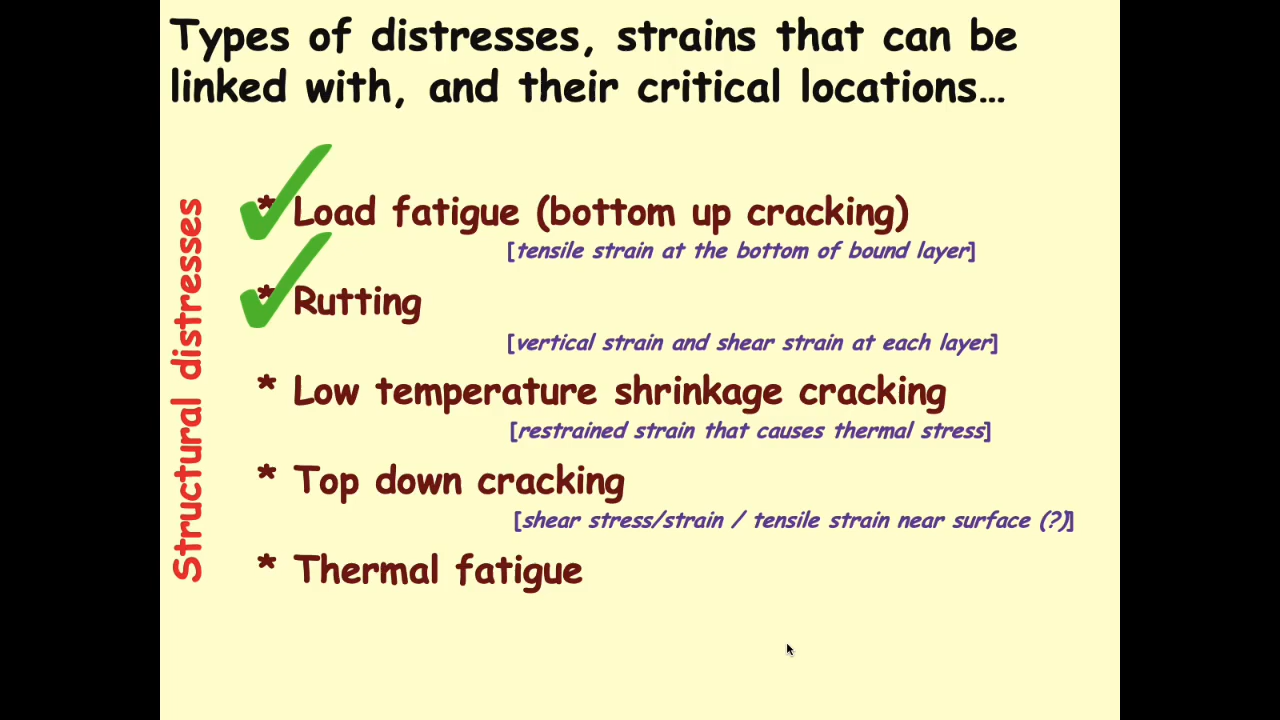 Types of distresses, strains that can be
linked with, and their critical locations…
Structural distresses
* Load fatigue (bottom up cracking)
[tensile strain at the bottom of bound layer]
* Rutting
[vertical strain and shear strain at each layer]
* Low temperature shrinkage cracking
[restrained strain that causes thermal stress]
* Top down cracking
[shear stress/strain / tensile strain near surface (?)]
* Thermal fatigue